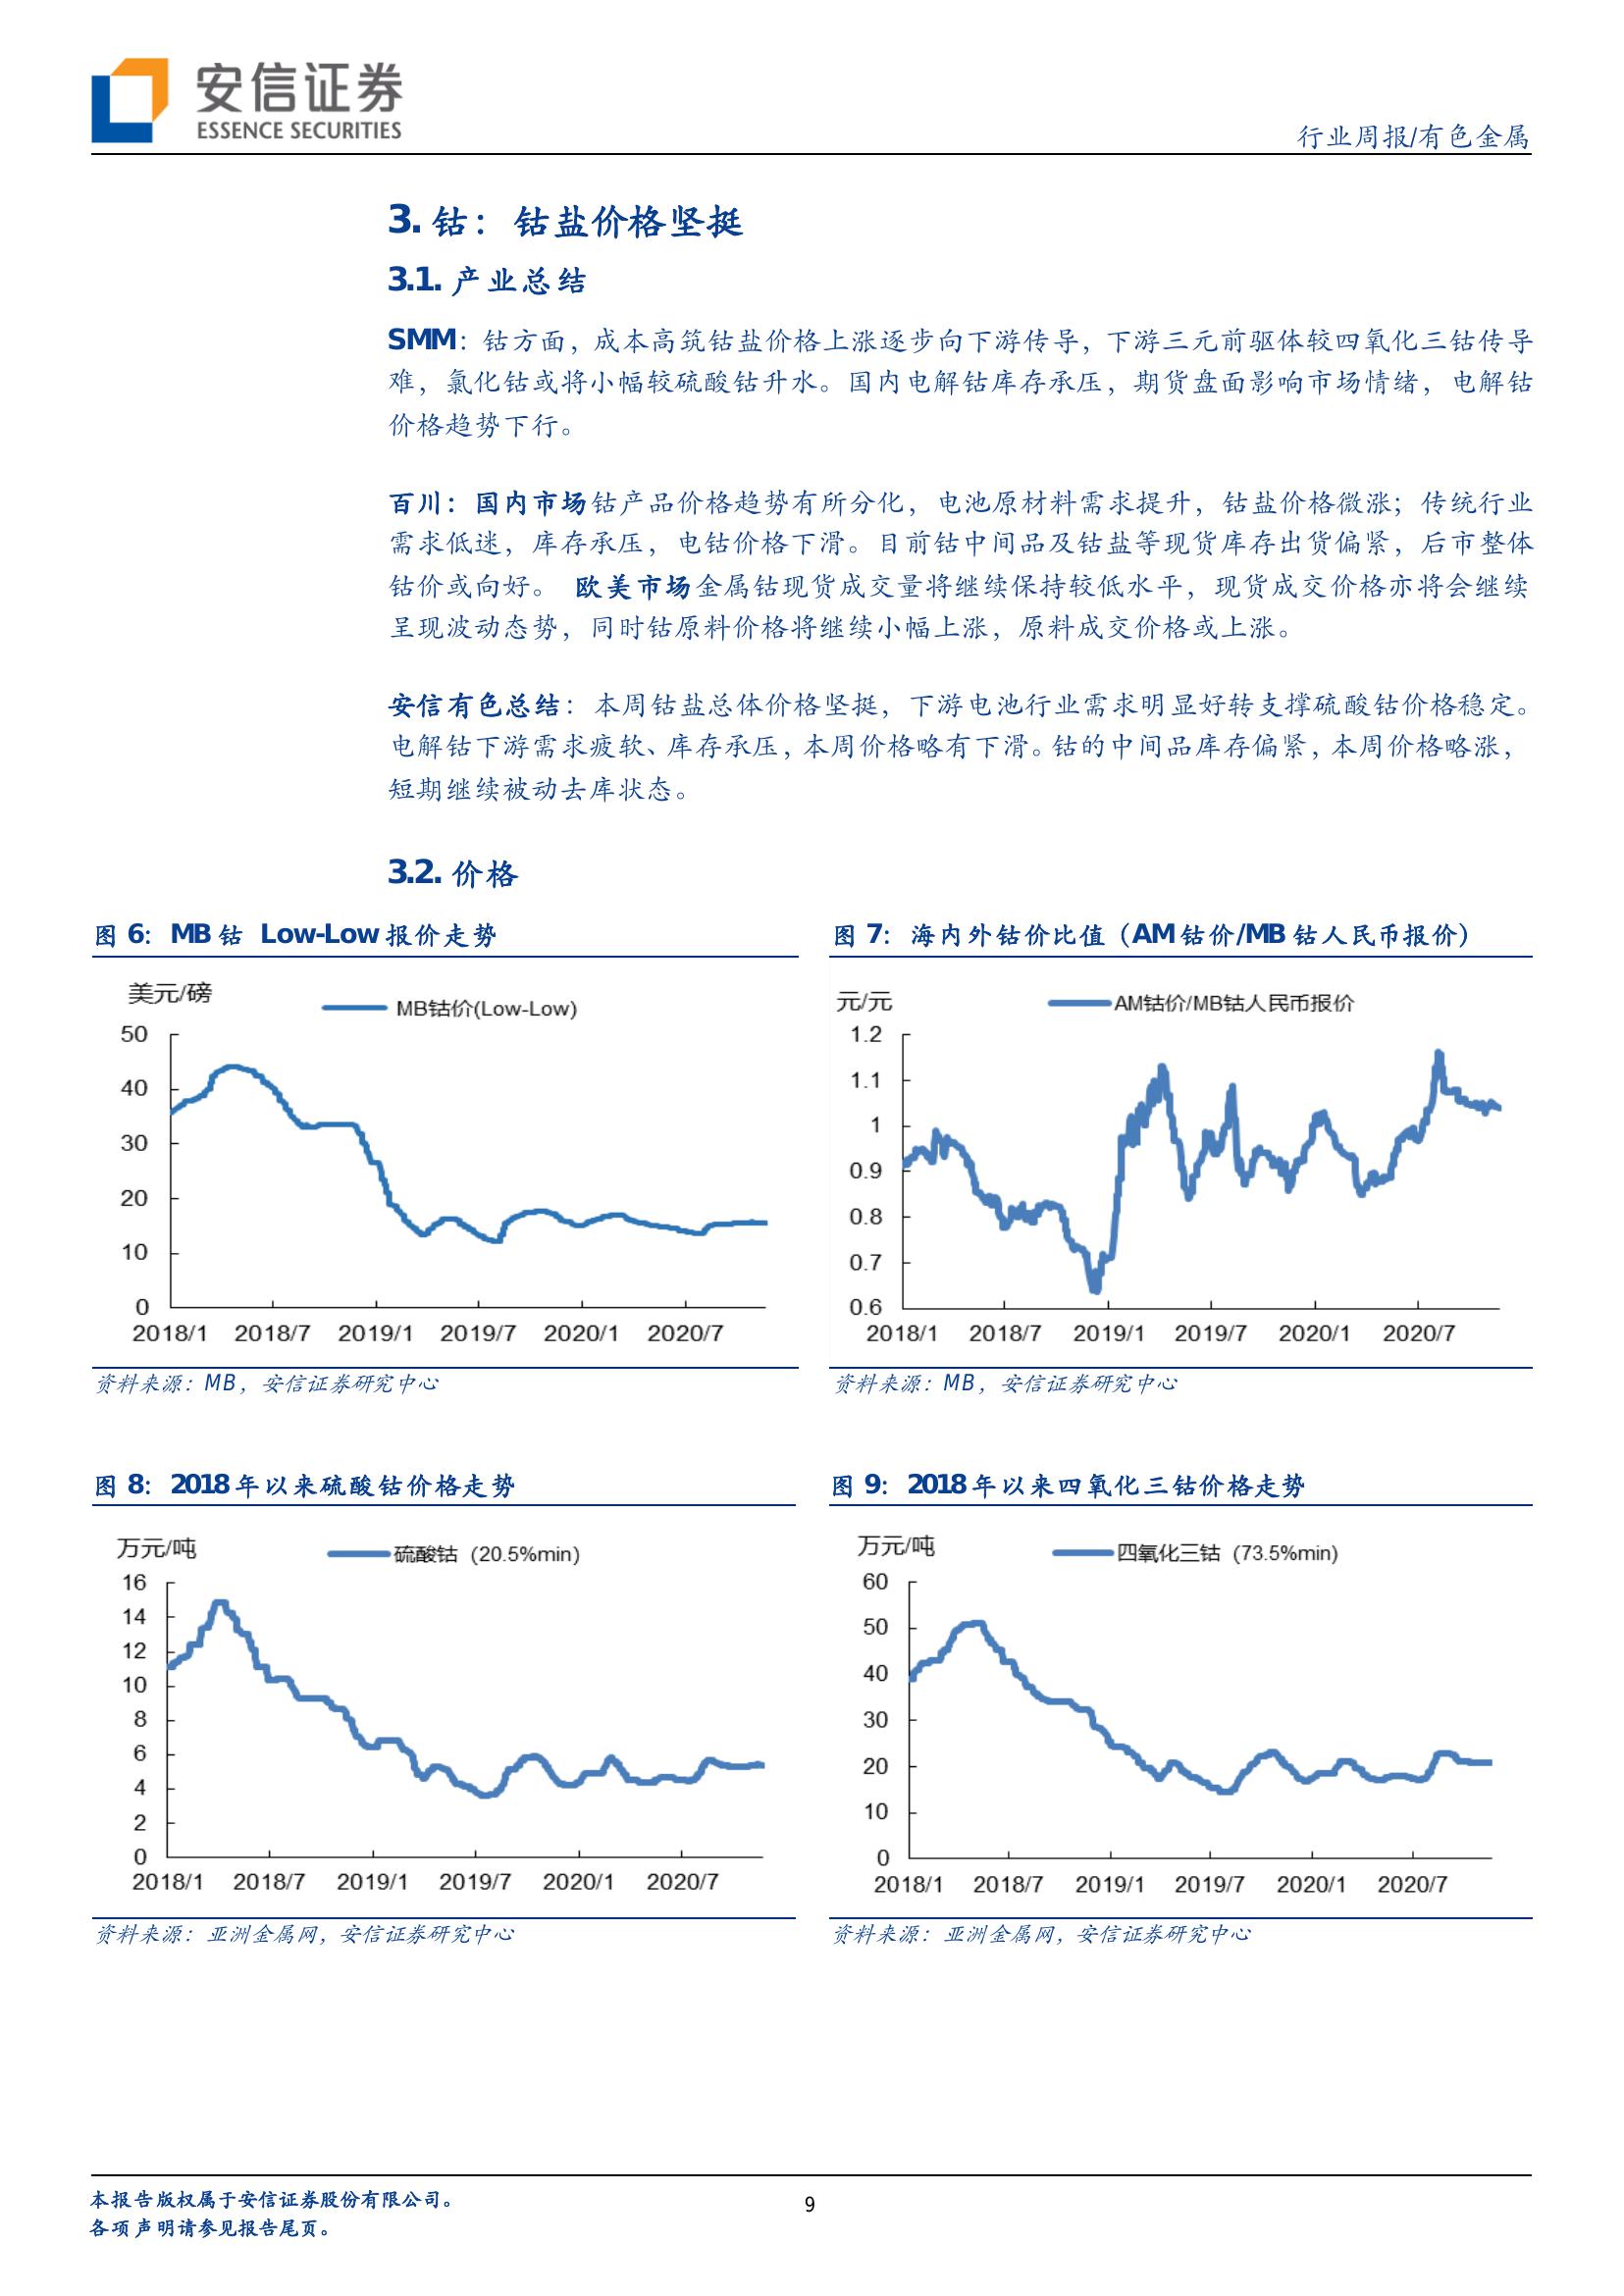 安信证券
ESSENCE SECURITIES
行业周报/有色金属
3. 钴：钴盐价格坚挺
3.1. 产业总结
SMM：钴方面，成本高筑钴盐价格上涨逐步向下游传导，下游三元前驱体较四氧化三钴传导
难，氯化钴或将小幅较硫酸钴升水。国内电解钴库存承压，期货盘面影响市场情绪，电解钴
价格趋势下行。
百川：国内市场钴产品价格趋势有所分化，电池原材料需求提升，钴盐价格微涨；传统行业
需求低迷，库存承压，电钴价格下滑。目前钴中间品及钴盐等现货库存出货偏紧，后市整体
钴价或向好。 欧美市场金属钴现货成交量将继续保持较低水平，现货成交价格亦将会继续
呈现波动态势，同时钴原料价格将继续小幅上涨，原料成交价格或上涨。
安信有色总结：本周钴盐总体价格坚挺，下游电池行业需求明显好转支撑硫酸钴价格稳定。
电解钴下游需求疲软、库存承压，本周价格略有下滑。钴的中间品库存偏紧，本周价格略涨，
短期继续被动去库状态。
3.2. 价格
图 6：MB 钴 Low-Low 报价走势
美元/磅
MB钴价(Low-Low)
50
40
30
20
10
0
2018/1 2018/7 2019/1 2019/7 2020/1 2020/7
资料来源：MB，安信证券研究中心
图 7：海内外钴价比值（AM 钴价/MB 钴人民币报价）
元/元
AM钴价/MB钴人民币报价
1.2
1.1
1
0.9
0.8
0.7
0.6
2018/1 2018/7 2019/1 2019/7 2020/1 2020/7
资料来源：MB，安信证券研究中心
图 8：2018 年以来硫酸钴价格走势
万元/吨
硫酸钴（20.5%min)
16
14
12
10
8
6
4
2
0
2018/1 2018/7 2019/1 2019/7 2020/1 2020/7
资料来源：亚洲金属网，安信证券研究中心
图 9：2018 年以来四氧化三钴价格走势
万元/吨
四氧化三钴（73.5%min)
60
50
40
30
20
10
0
2018/1 2018/7 2019/1 2019/7 2020/1 2020/7
资料来源：亚洲金属网，安信证券研究中心
本报告版权属于安信证券股份有限公司。
各项声明请参见报告尾页。
9